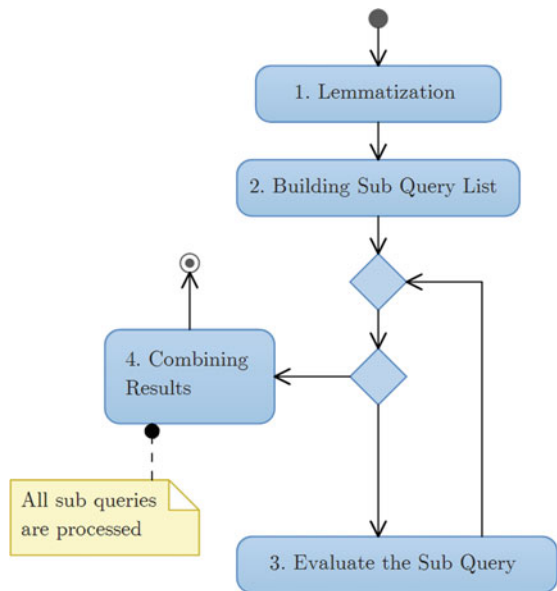 1. Lemmatization
2. Building Sub Query List
4. Combining
Results
All sub queries
are processed
3. Evaluate the Sub Query